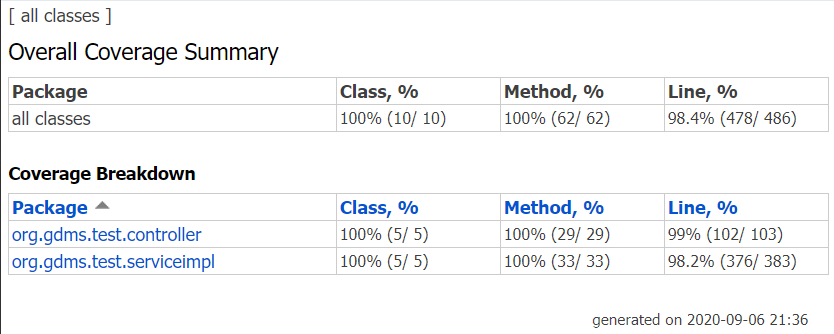 [ all classes ]
Overall Coverage Summary
Package Class, % Method, % Line, %
all classes 100% (10/ 10) 100% (62/ 62) 98.4% (478/ 486)
Coverage Breakdown
Package Class, % Method, % Line, %
org.gdms.test.controller 100% (5/ 5) 100% (29/ 29) 99% (102/ 103)
org.gdms.test.serviceimpl 100% (5/ 5) 100% (33/ 33) 98.2% (376/ 383)
generated on 2020-09-06 21:36